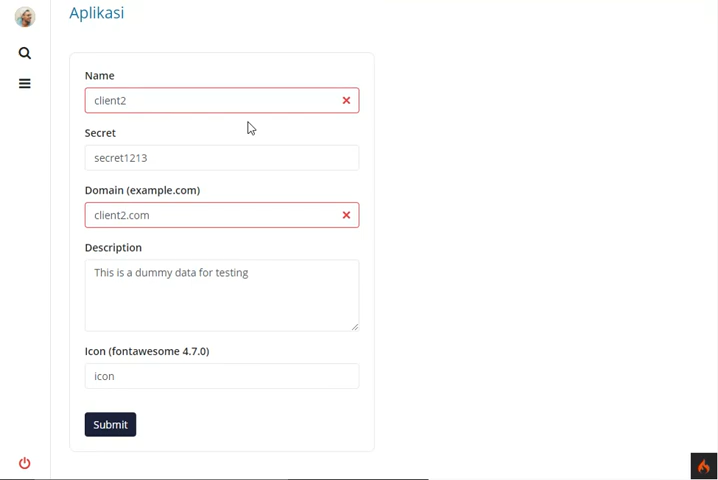 Aplikasi
Name
client2
Secret
secret1213
Domain (example.com)
client2.com
Description
This is a dummy data for testing
Icon (fontawesome 4.7.0)
icon
Submit